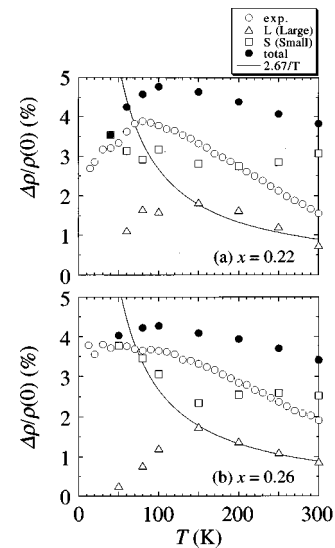 exp.
L (Large)
S (Small)
total
2.67/T
5
4
3
2
1
0
Δρ/ρ(0) (%)
(a) x = 0.22
5
4
3
2
1
0
Δρ/ρ(0) (%)
(b) x = 0.26
0 50 100 150 200 250 300
T (K)